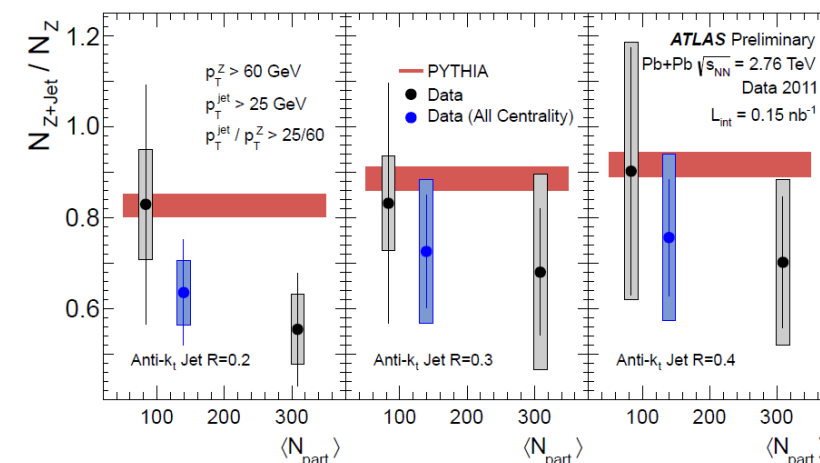 N_Z+Jet / N_Z
1.2
1.0
0.8
0.6
p_T^Z > 60 GeV
p_T^jet > 25 GeV
p_T^jet / p_T^Z > 25/60
Anti-k_t Jet R=0.2
100 200 300
⟨N_part⟩
PYTHIA
Data
Data (All Centrality)
Anti-k_t Jet R=0.3
100 200 300
⟨N_part⟩
ATLAS Preliminary
Pb+Pb √s_NN = 2.76 TeV
Data 2011
L_int = 0.15 nb⁻¹
Anti-k_t Jet R=0.4
100 200 300
⟨N_part⟩